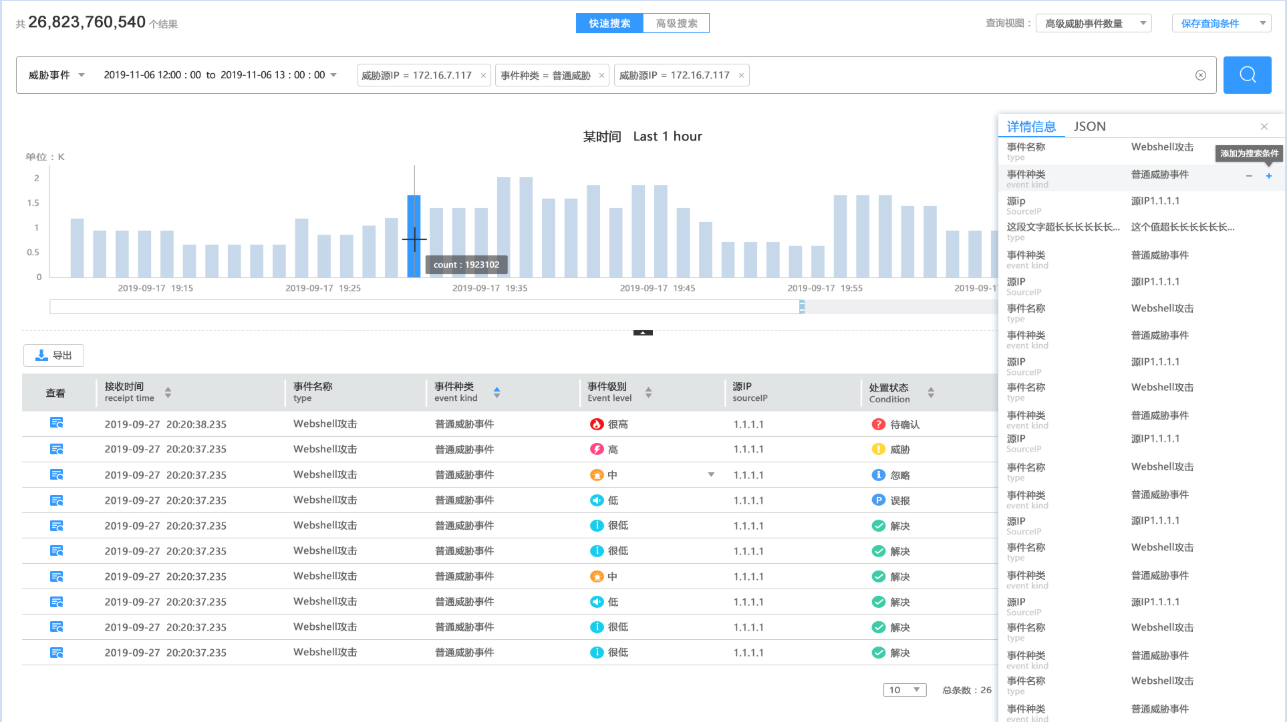 共 26,823,760,540 个结果
快速搜索 高级搜索
查询视图： 高级威胁事件数量 保存查询条件
威胁事件 2019-11-06 12:00：00 to 2019-11-06 13：00：00 威胁源IP = 172.16.7.117 × 事件种类 = 普通威胁 × 威胁源IP = 172.16.7.117 ×
某时间 Last 1 hour
单位：K
2
1.5
1
0.5
0
count：1923102
2019-09-17 19:15 2019-09-17 19:25 2019-09-17 19:35 2019-09-17 19:45 2019-09-17 19:55 2019-09-1
导出
查看 接收时间 事件名称 事件种类 事件级别 源IP 处置状态
receipt time type event kind Event level sourceIP Condition
2019-09-27 20:20:38.235 Webshell攻击 普通威胁事件 很高 1.1.1.1 待确认
2019-09-27 20:20:37.235 Webshell攻击 普通威胁事件 高 1.1.1.1 威胁
2019-09-27 20:20:37.235 Webshell攻击 普通威胁事件 中 1.1.1.1 忽略
2019-09-27 20:20:37.235 Webshell攻击 普通威胁事件 低 1.1.1.1 误报
2019-09-27 20:20:37.235 Webshell攻击 普通威胁事件 很低 1.1.1.1 解决
2019-09-27 20:20:37.235 Webshell攻击 普通威胁事件 很低 1.1.1.1 解决
2019-09-27 20:20:37.235 Webshell攻击 普通威胁事件 中 1.1.1.1 解决
2019-09-27 20:20:37.235 Webshell攻击 普通威胁事件 低 1.1.1.1 解决
2019-09-27 20:20:37.235 Webshell攻击 普通威胁事件 很低 1.1.1.1 解决
2019-09-27 20:20:37.235 Webshell攻击 普通威胁事件 很低 1.1.1.1 解决
10 总条数：26
详情信息 JSON ×
事件名称 Webshell攻击
type
添加为搜索条件
事件种类 普通威胁事件 − +
event kind
源ip 源IP1.1.1.1
SourceIP
这段文字超长长长长长长... 这个值超长长长长长长...
type
事件种类 普通威胁事件
event kind
源IP 源IP1.1.1.1
SourceIP
事件名称 Webshell攻击
type
事件种类 普通威胁事件
event kind
源IP 源IP1.1.1.1
SourceIP
事件名称 Webshell攻击
type
事件种类 普通威胁事件
event kind
源IP 源IP1.1.1.1
SourceIP
事件名称 Webshell攻击
type
事件种类 普通威胁事件
event kind
源IP 源IP1.1.1.1
SourceIP
事件名称 Webshell攻击
type
事件种类 普通威胁事件
event kind
源IP 源IP1.1.1.1
SourceIP
事件名称 Webshell攻击
type
事件种类 普通威胁事件
event kind
事件名称 Webshell攻击
type
事件种类 普通威胁事件
event kind